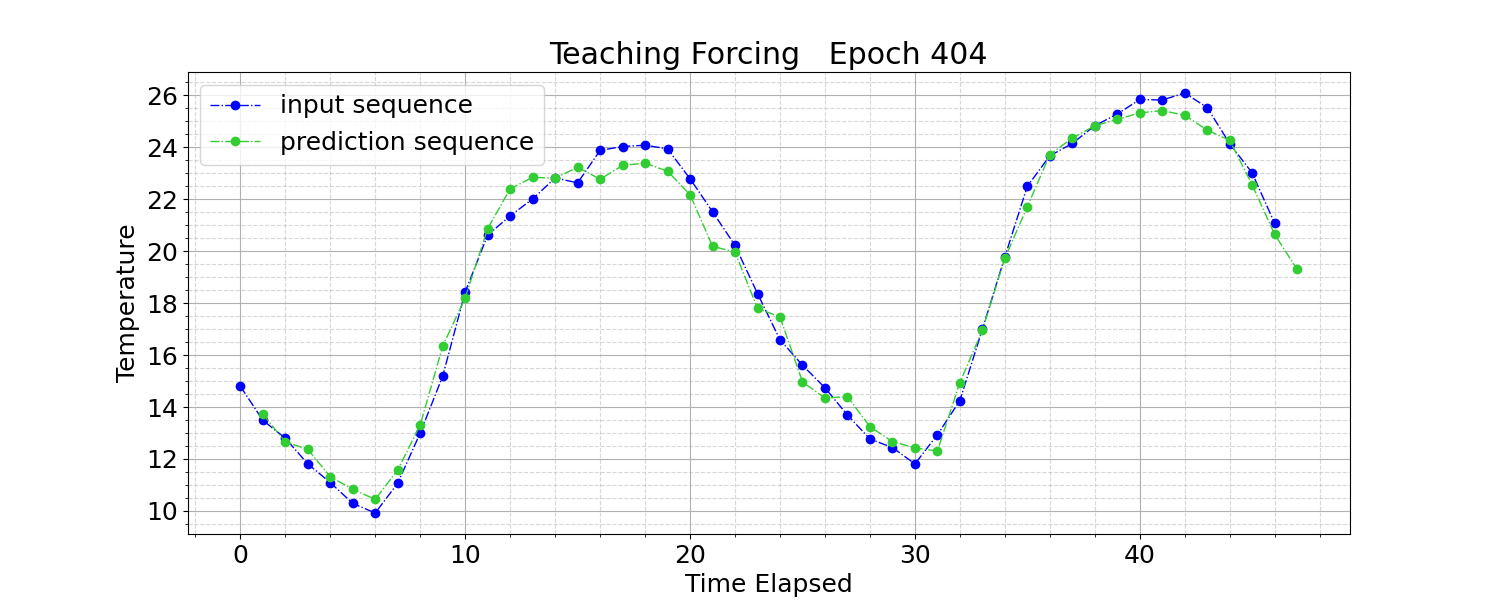 Teaching Forcing   Epoch 404
input sequence
prediction sequence
26
24
22
20
18
16
14
12
10
Temperature
0 10 20 30 40
Time Elapsed